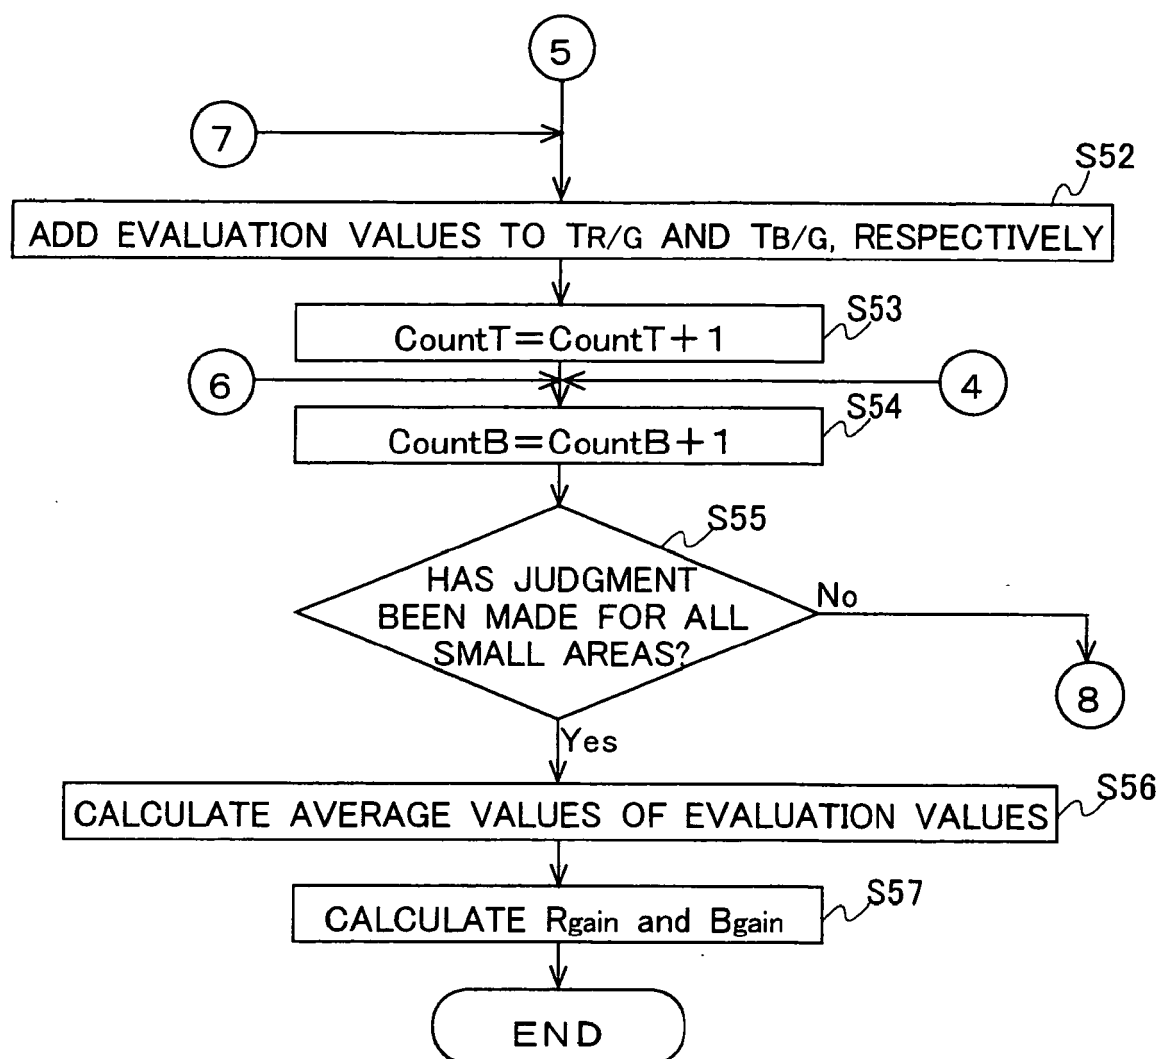 5
7
S52
ADD EVALUATION VALUES TO TR/G AND TB/G, RESPECTIVELY
S53
CountT=CountT+1
6
4
S54
CountB=CountB+1
S55
HAS JUDGMENT
BEEN MADE FOR ALL
SMALL AREAS?
No
8
Yes
S56
CALCULATE AVERAGE VALUES OF EVALUATION VALUES
S57
CALCULATE Rgain and Bgain
END